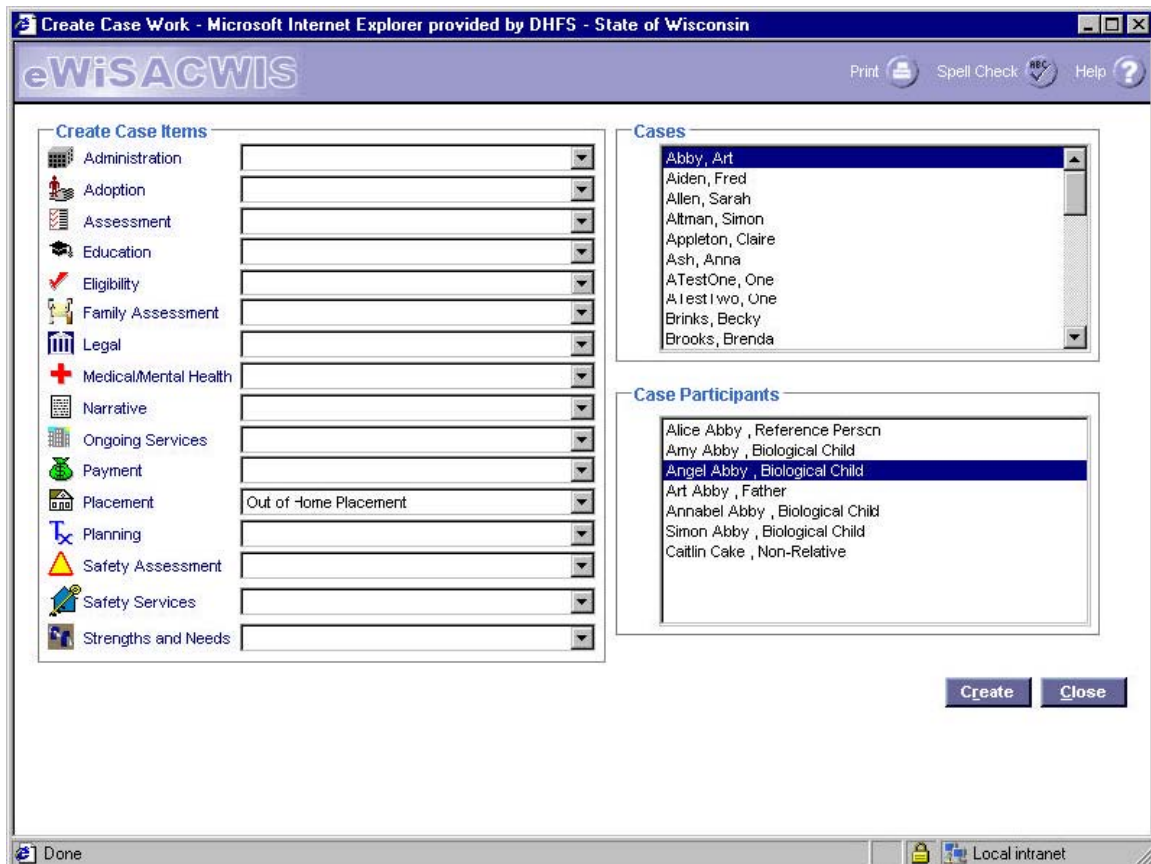 Create Case Work - Microsoft Internet Explorer provided by DHFS - State of Wisconsin
eWiSACWIS
Print
Spell Check
ABC
Help
?
Create Case Items
Administration
Adoption
Assessment
Education
Eligibility
Family Assessment
Legal
Medical/Mental Health
Narrative
Ongoing Services
Payment
Placement Out of Home Placement
Planning
Safety Assessment
Safety Services
Strengths and Needs
Cases
Abby, Art
Aiden, Fred
Allen, Sarah
Altman, Simon
Appleton, Claire
Ash, Anna
ATestOne, One
ATestTwo, One
Brinks, Becky
Brooks, Brenda
Case Participants
Alice Abby , Reference Person
Amy Abby , Biological Child
Angel Abby , Biological Child
Art Abby , Father
Annabel Abby , Biological Child
Simon Abby , Biological Child
Caitlin Cake , Non-Relative
Create Close
Done
Local intranet